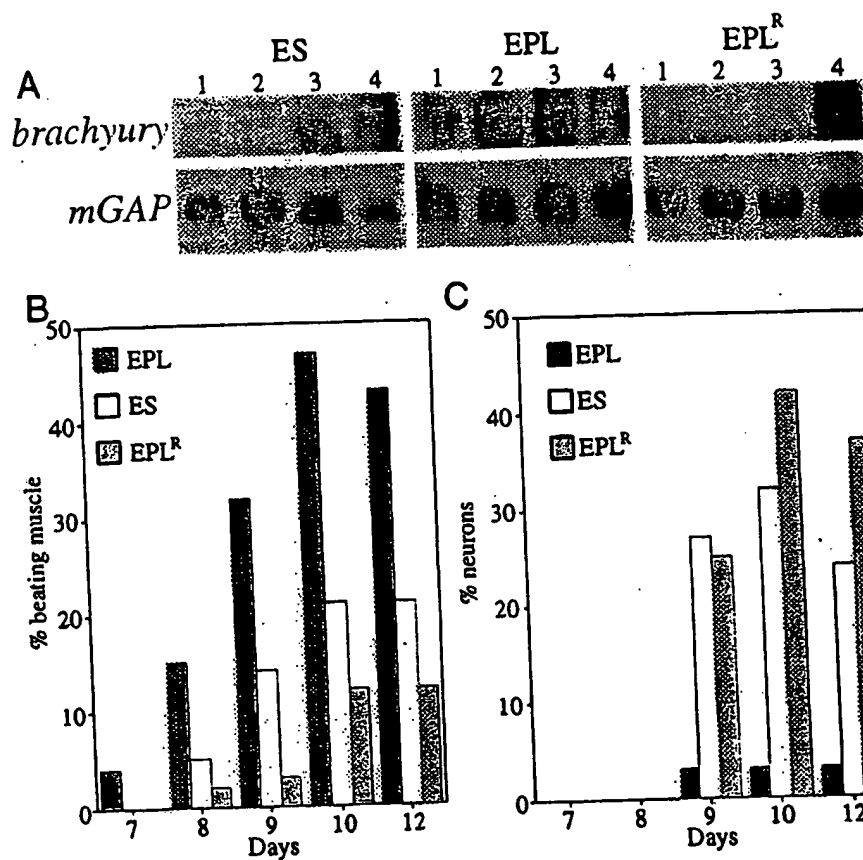 ES EPL EPL^R
A 1 2 3 4 1 2 3 4 1 2 3 4
brachyury
mGAP
B
50
40
30
20
10
0
% beating muscle
EPL
ES
EPL^R
7 8 9 10 12
Days
C
50
40
30
20
10
0
% neurons
EPL
ES
EPL^R
7 8 9 10 12
Days